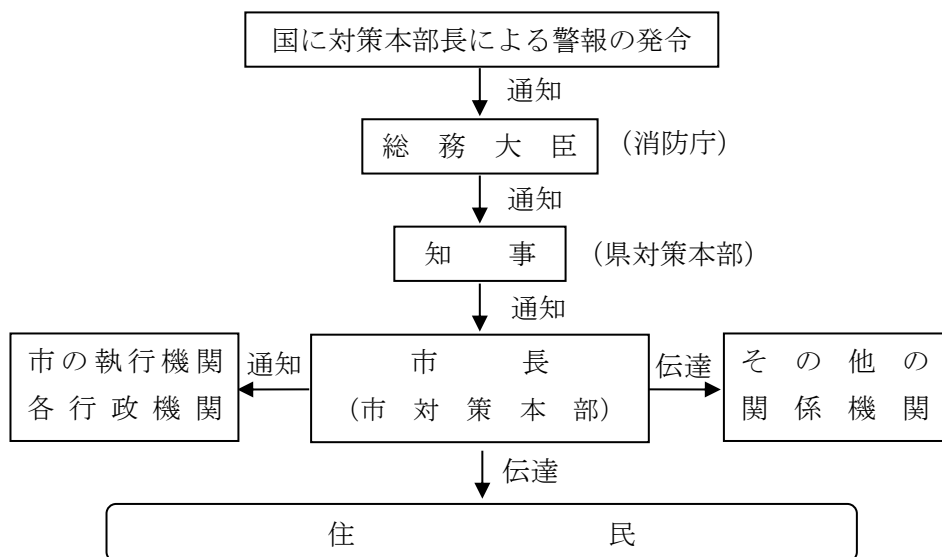 国に対策本部長による警報の発令
通知
総務大臣 (消防庁)
通知
知事 (県対策本部)
通知
市の執行機関
各行政機関
通知
市長
(市対策本部)
伝達
その他の
関係機関
伝達
住民